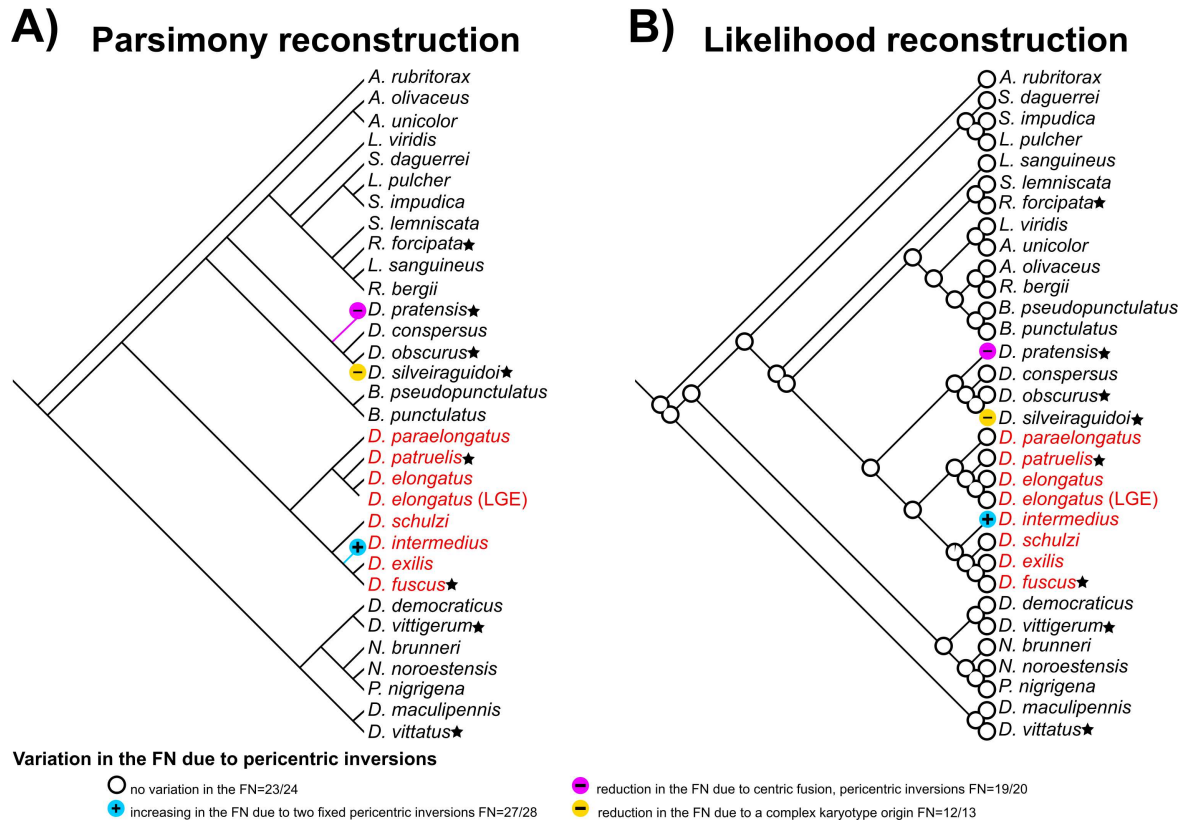 A) Parsimony reconstruction
A. rubritorax
A. olivaceus
A. unicolor
L. viridis
S. daguerrei
L. pulcher
S. impudica
S. lemniscata
R. forcipata★
L. sanguineus
R. bergii
− D. pratensis★
D. conspersus
D. obscurus★
− D. silveiraguidoi★
B. pseudopunctulatus
B. punctulatus
D. paraelongatus
D. patruelis★
D. elongatus
D. elongatus (LGE)
D. schulzi
+ D. intermedius
D. exilis
D. fuscus★
D. democraticus
D. vittigerum★
N. brunneri
N. noroestensis
P. nigrigena
D. maculipennis
D. vittatus★
B) Likelihood reconstruction
A. rubritorax
S. daguerrei
S. impudica
L. pulcher
L. sanguineus
S. lemniscata
R. forcipata★
L. viridis
A. unicolor
A. olivaceus
R. bergii
B. pseudopunctulatus
B. punctulatus
− D. pratensis★
D. conspersus
D. obscurus★
− D. silveiraguidoi★
D. paraelongatus
D. patruelis★
D. elongatus
D. elongatus (LGE)
+ D. intermedius
D. schulzi
D. exilis
D. fuscus★
D. democraticus
D. vittigerum★
N. brunneri
N. noroestensis
P. nigrigena
D. maculipennis
D. vittatus★
Variation in the FN due to pericentric inversions
no variation in the FN=23/24
+ increasing in the FN due to two fixed pericentric inversions FN=27/28
− reduction in the FN due to centric fusion, pericentric inversions FN=19/20
− reduction in the FN due to a complex karyotype origin FN=12/13